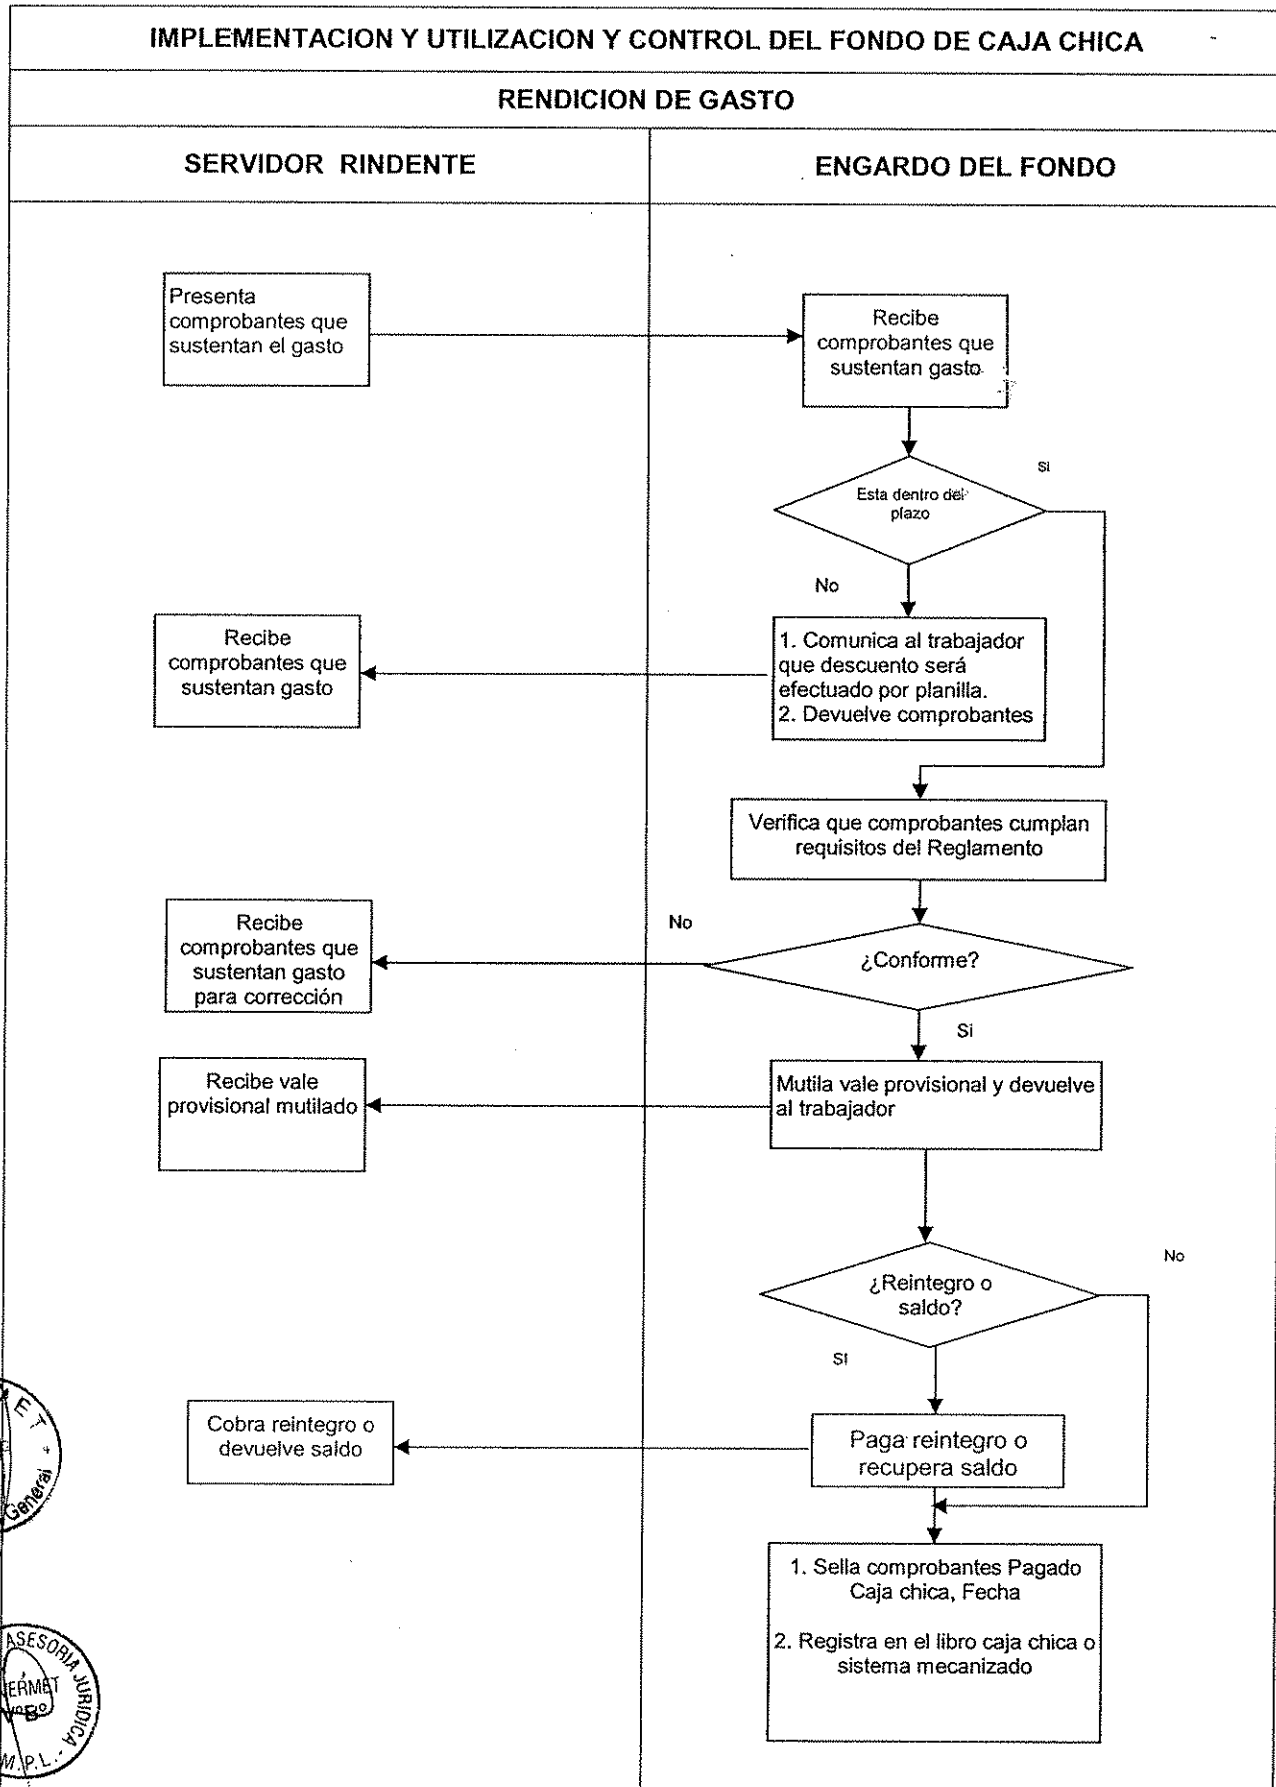 IMPLEMENTACION Y UTILIZACION Y CONTROL DEL FONDO DE CAJA CHICA
RENDICION DE GASTO
SERVIDOR RINDENTE
ENGARDO DEL FONDO
Presenta
comprobantes que
sustentan el gasto
Recibe
comprobantes que
sustentan gasto
Esta dentro del
plazo
Si
No
Recibe
comprobantes que
sustentan gasto
1. Comunica al trabajador
que descuento será
efectuado por planilla.
2. Devuelve comprobantes
Verifica que comprobantes cumplan
requisitos del Reglamento
Recibe
comprobantes que
sustentan gasto
para corrección
No
¿Conforme?
Si
Recibe vale
provisional mutilado
Mutila vale provisional y devuelve
al trabajador
¿Reintegro o
saldo?
No
SI
Cobra reintegro o
devuelve saldo
Paga reintegro o
recupera saldo
1. Sella comprobantes Pagado
Caja chica, Fecha
2. Registra en el libro caja chica o
sistema mecanizado
MET
General
ASESORIA JURIDICA
VERMET
VºBº
M.P.L.